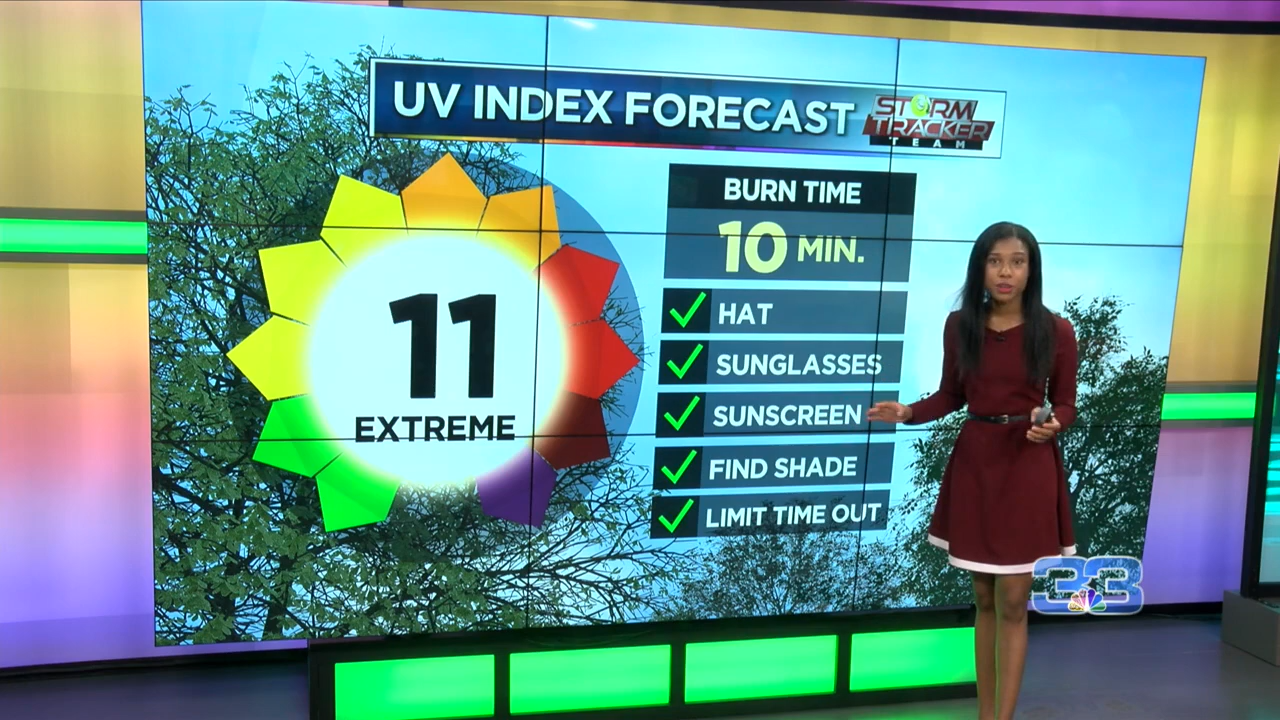 UV INDEX FORECAST
STORM
TRACKER
TEAM
11
EXTREME
BURN TIME
10 MIN.
HAT
SUNGLASSES
SUNSCREEN
FIND SHADE
LIMIT TIME OUT
33